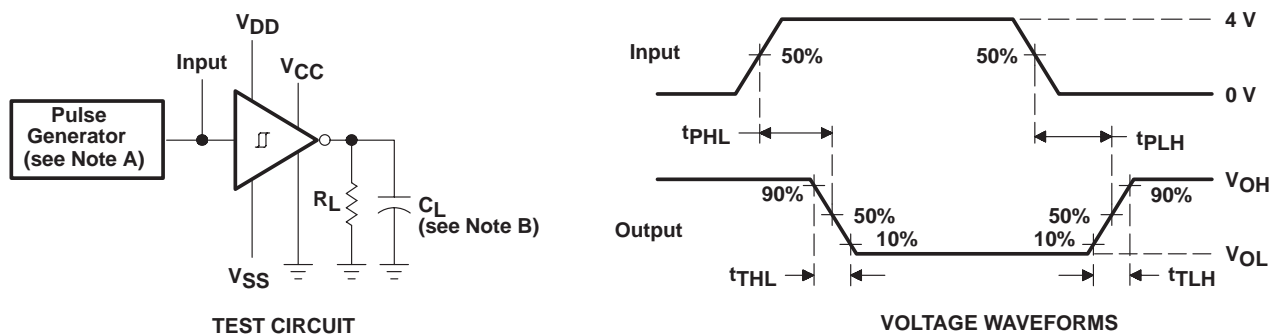 VDD
Input
VCC
Pulse
Generator
(see Note A)
RL
CL
(see Note B)
VSS
TEST CIRCUIT
4 V
Input
50%
50%
0 V
tPHL
tPLH
VOH
90%
90%
50%
50%
Output
10%
10%
VOL
tTHL
tTLH
VOLTAGE WAVEFORMS